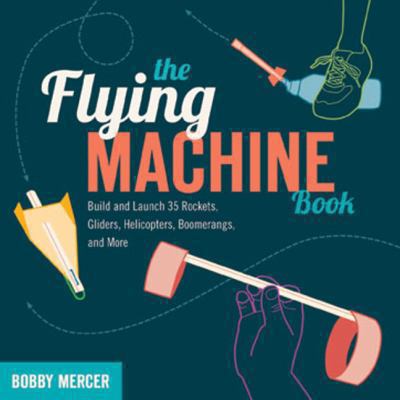 the
Flying
MACHINE
Book
Build and Launch 35 Rockets,
Gliders, Helicopters, Boomerangs,
and More
BOBBY MERCER